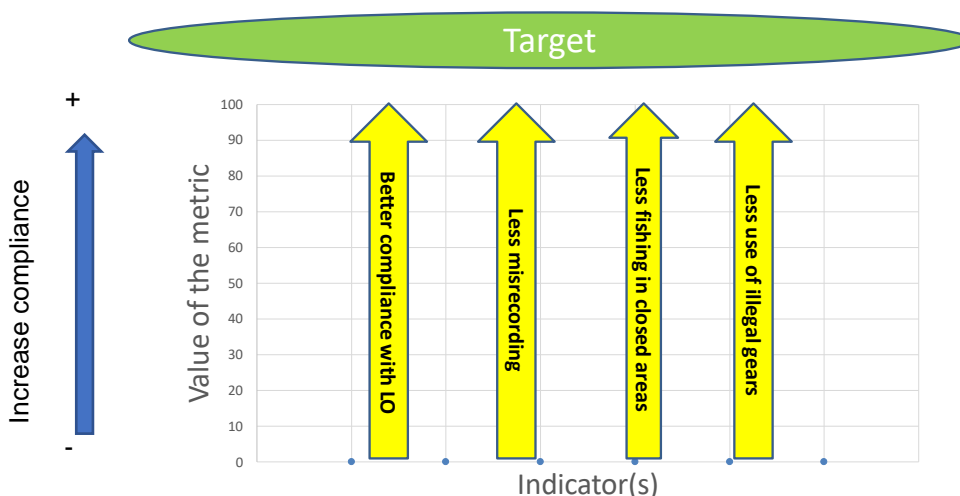 Target
+
Increase compliance
-
Value of the metric
100
90
80
70
60
50
40
30
20
10
0
Better compliance with LO
Less misrecording
Less fishing in closed areas
Less use of illegal gears
Indicator(s)